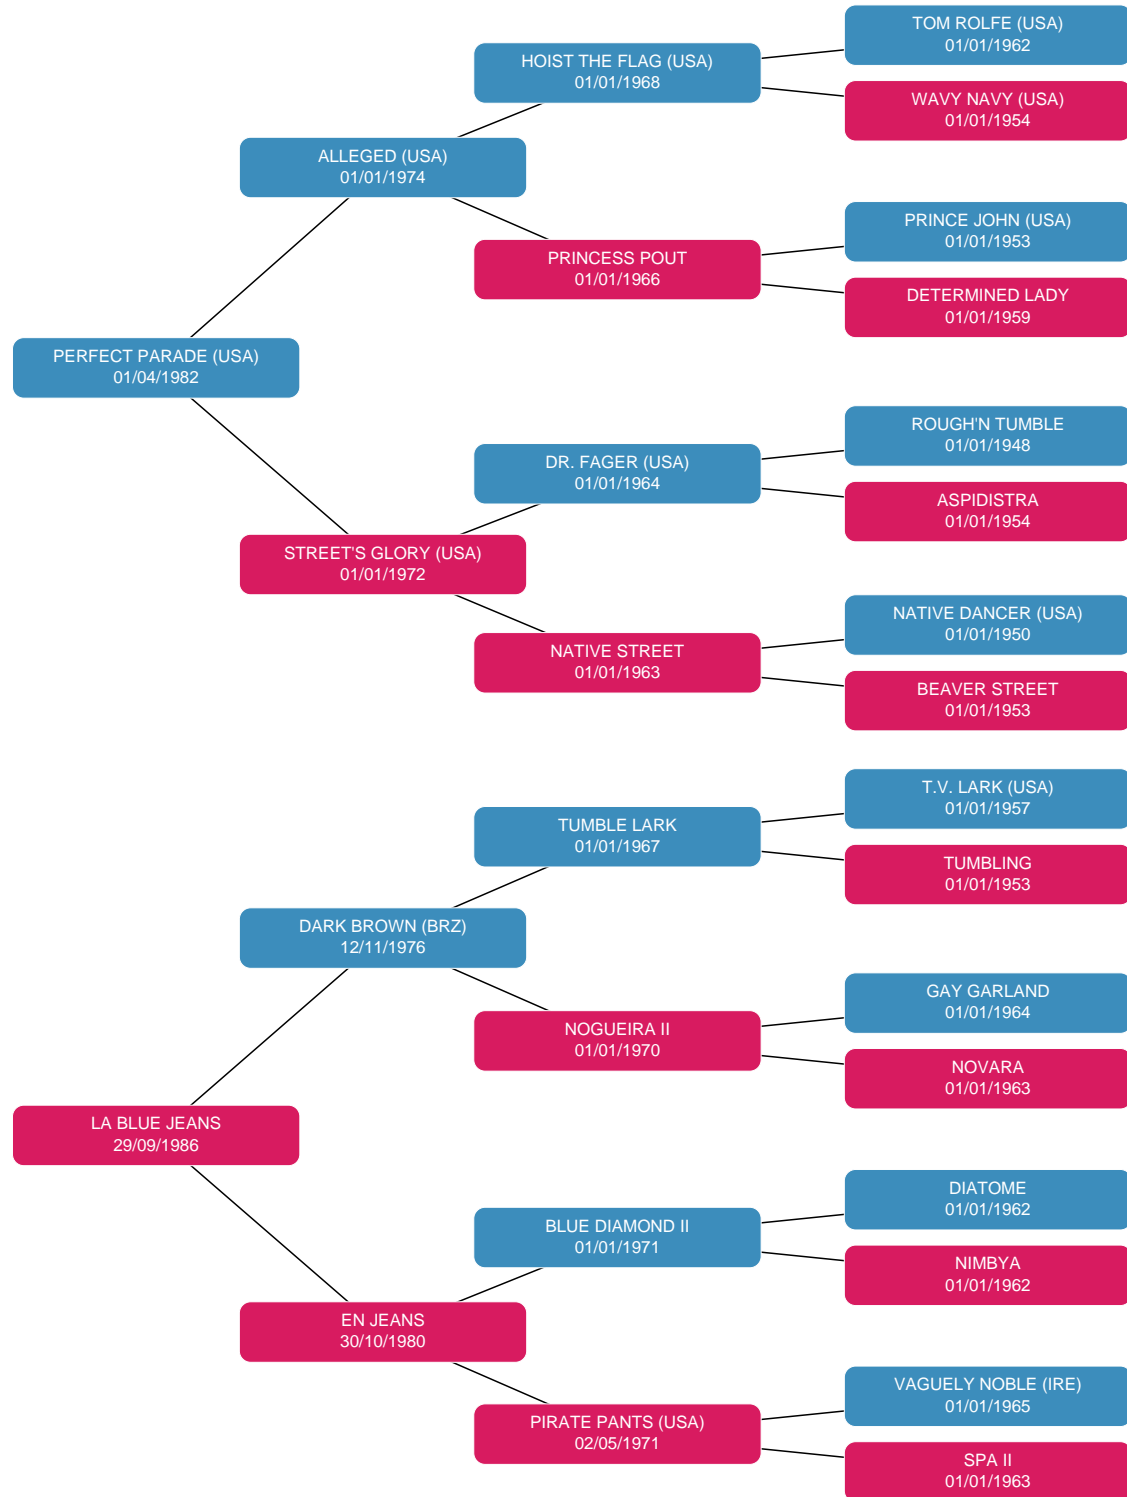 TOM ROLFE (USA)
01/01/1962
HOIST THE FLAG (USA)
01/01/1968
WAVY NAVY (USA)
01/01/1954
ALLEGED (USA)
01/01/1974
PRINCE JOHN (USA)
01/01/1953
PRINCESS POUT
01/01/1966
DETERMINED LADY
01/01/1959
PERFECT PARADE (USA)
01/04/1982
ROUGH'N TUMBLE
01/01/1948
DR. FAGER (USA)
01/01/1964
ASPIDISTRA
01/01/1954
STREET'S GLORY (USA)
01/01/1972
NATIVE DANCER (USA)
01/01/1950
NATIVE STREET
01/01/1963
BEAVER STREET
01/01/1953
T.V. LARK (USA)
01/01/1957
TUMBLE LARK
01/01/1967
TUMBLING
01/01/1953
DARK BROWN (BRZ)
12/11/1976
GAY GARLAND
01/01/1964
NOGUEIRA II
01/01/1970
NOVARA
01/01/1963
LA BLUE JEANS
29/09/1986
DIATOME
01/01/1962
BLUE DIAMOND II
01/01/1971
NIMBYA
01/01/1962
EN JEANS
30/10/1980
VAGUELY NOBLE (IRE)
01/01/1965
PIRATE PANTS (USA)
02/05/1971
SPA II
01/01/1963